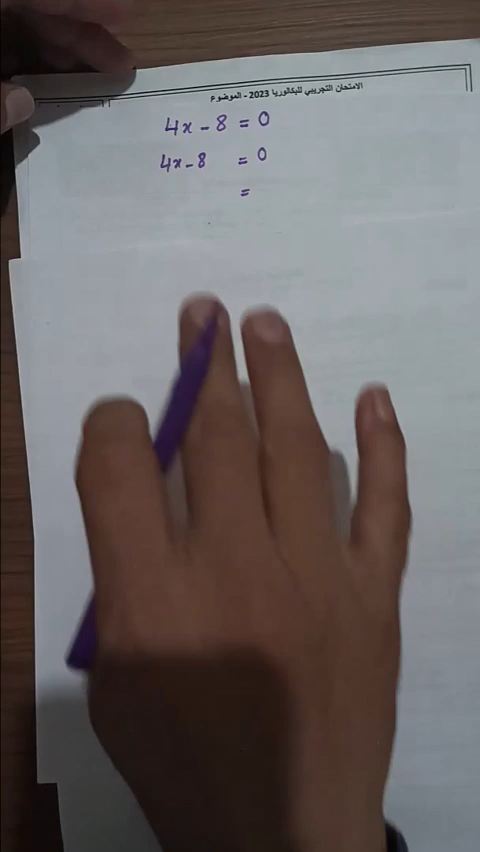 الامتحان التجريبي للبكالوريا 2023 - الموضوع
4x - 8 = 0
4x - 8 = 0
=